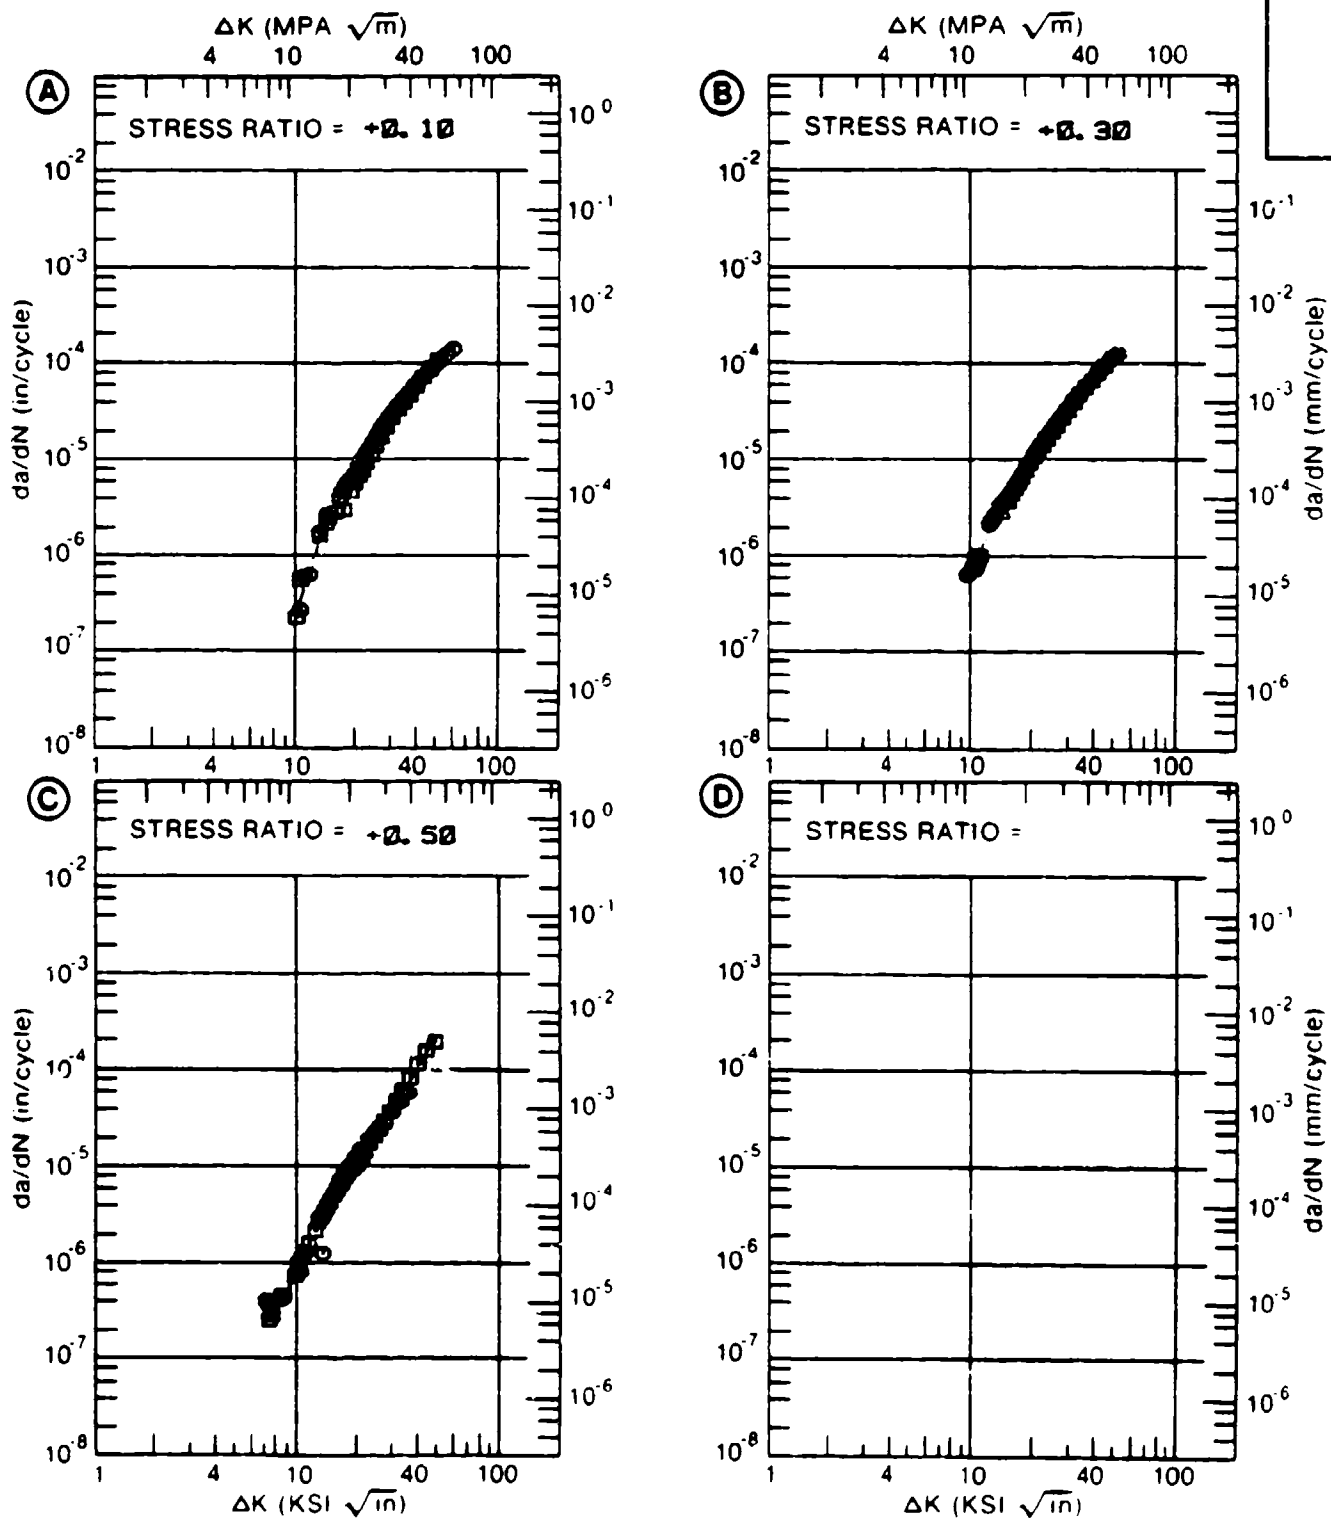 ΔK (MPA √m) ΔK (MPA √m)
4 10 40 100 4 10 40 100
A B
STRESS RATIO = +0.10 STRESS RATIO = +0.30
10^0
10^-2 10^-2
10^-1 10^-1
10^-3 10^-3
10^-2 10^-2
10^-4 10^-4
10^-3 10^-3
da/dN (in/cycle) da/dN (mm/cycle)
10^-5 10^-5
10^-4 10^-4
10^-6 10^-6
10^-5 10^-5
10^-7 10^-7
10^-6 10^-6
10^-8 10^-8
1 4 10 40 100 1 4 10 40 100
C D
STRESS RATIO = +0.50 STRESS RATIO =
10^0 10^0
10^-2 10^-2
10^-1 10^-1
10^-3 10^-3
10^-2 10^-2
10^-4 10^-4
10^-3 10^-3
da/dN (in/cycle) da/dN (mm/cycle)
10^-5 10^-5
10^-4 10^-4
10^-6 10^-6
10^-5 10^-5
10^-7 10^-7
10^-6 10^-6
10^-8 10^-8
1 4 10 40 100 1 4 10 40 100
ΔK (KSI √in) ΔK (KSI √in)